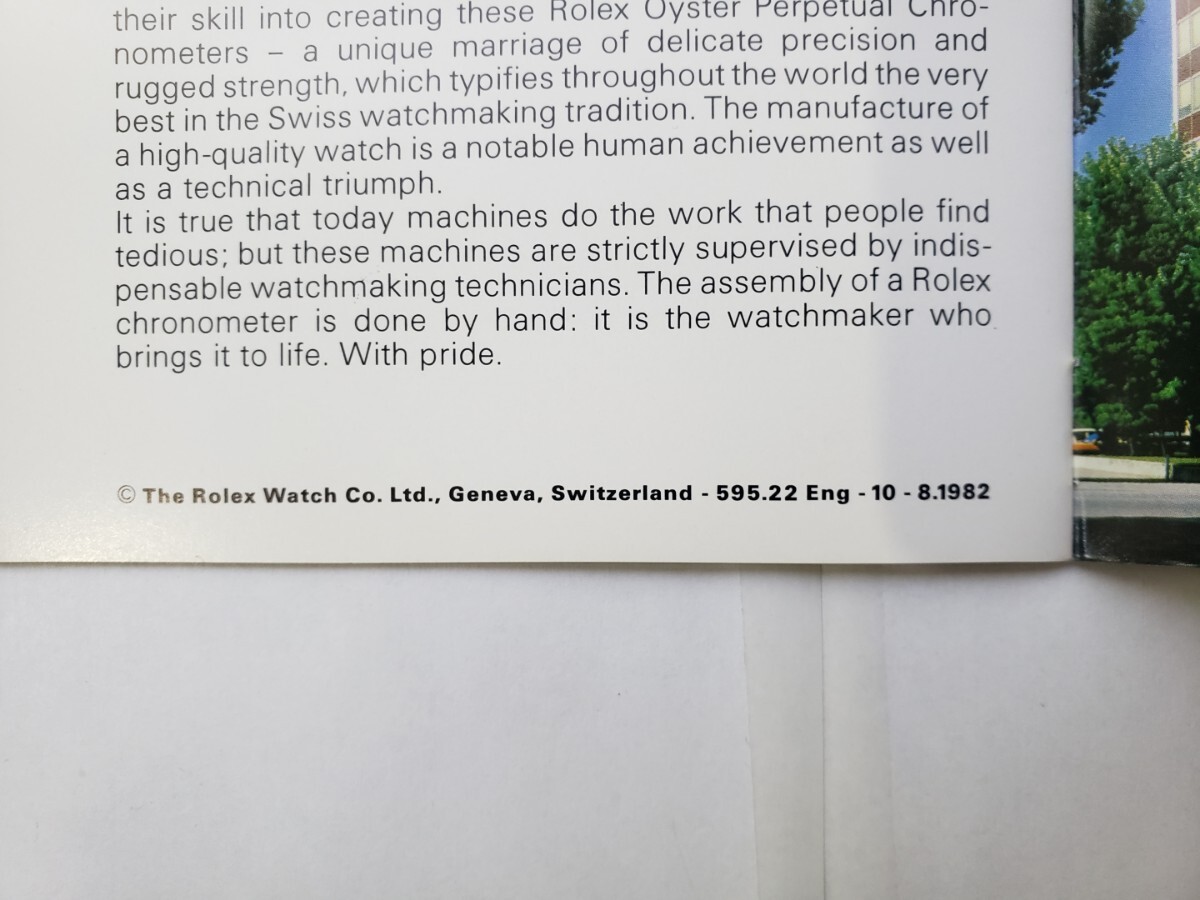 their skill into creating these Rolex Oyster Perpetual Chro-
nometers – a unique marriage of delicate precision and
rugged strength, which typifies throughout the world the very
best in the Swiss watchmaking tradition. The manufacture of
a high-quality watch is a notable human achievement as well
as a technical triumph.
It is true that today machines do the work that people find
tedious; but these machines are strictly supervised by indis-
pensable watchmaking technicians. The assembly of a Rolex
chronometer is done by hand: it is the watchmaker who
brings it to life. With pride.
© The Rolex Watch Co. Ltd., Geneva, Switzerland - 595.22 Eng - 10 - 8.1982